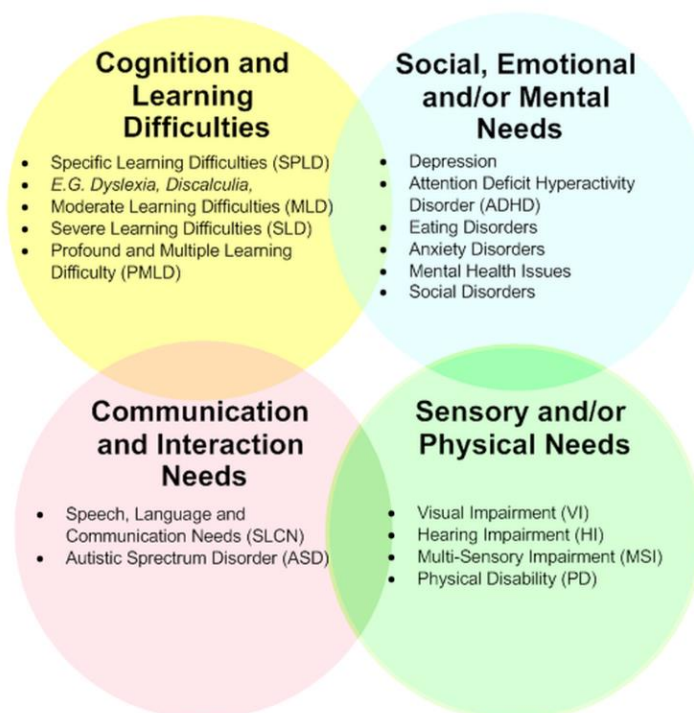 Cognition and
Learning
Difficulties
• Specific Learning Difficulties (SPLD)
• E.G. Dyslexia, Discalculia,
• Moderate Learning Difficulties (MLD)
• Severe Learning Difficulties (SLD)
• Profound and Multiple Learning
Difficulty (PMLD)
Social, Emotional
and/or Mental
Needs
• Depression
• Attention Deficit Hyperactivity
Disorder (ADHD)
• Eating Disorders
• Anxiety Disorders
• Mental Health Issues
• Social Disorders
Communication
and Interaction
Needs
• Speech, Language and
Communication Needs (SLCN)
• Autistic Sprectrum Disorder (ASD)
Sensory and/or
Physical Needs
• Visual Impairment (VI)
• Hearing Impairment (HI)
• Multi-Sensory Impairment (MSI)
• Physical Disability (PD)